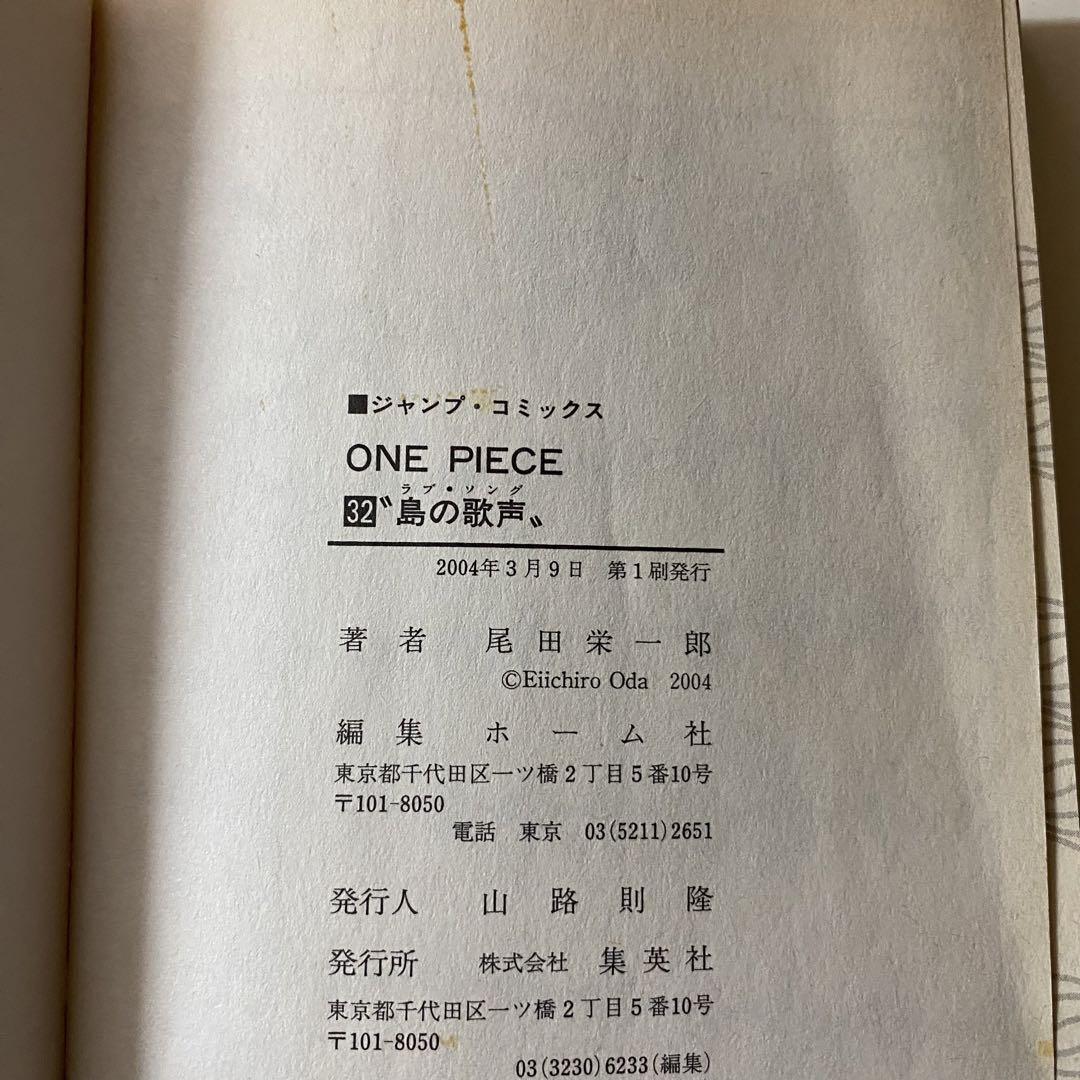 ■ジャンプ・コミックス
ONE PIECE
ラブ・ソング
32〝島の歌声〟
2004年3月9日 第1刷発行
著者 尾田栄一郎
©Eiichiro Oda 2004
編集 ホーム社
東京都千代田区一ツ橋2丁目5番10号
〒101-8050
電話 東京 03(5211)2651
発行人 山路則隆
発行所 株式会社 集英社
東京都千代田区一ツ橋2丁目5番10号
〒101-8050
03(3230)6233(編集)